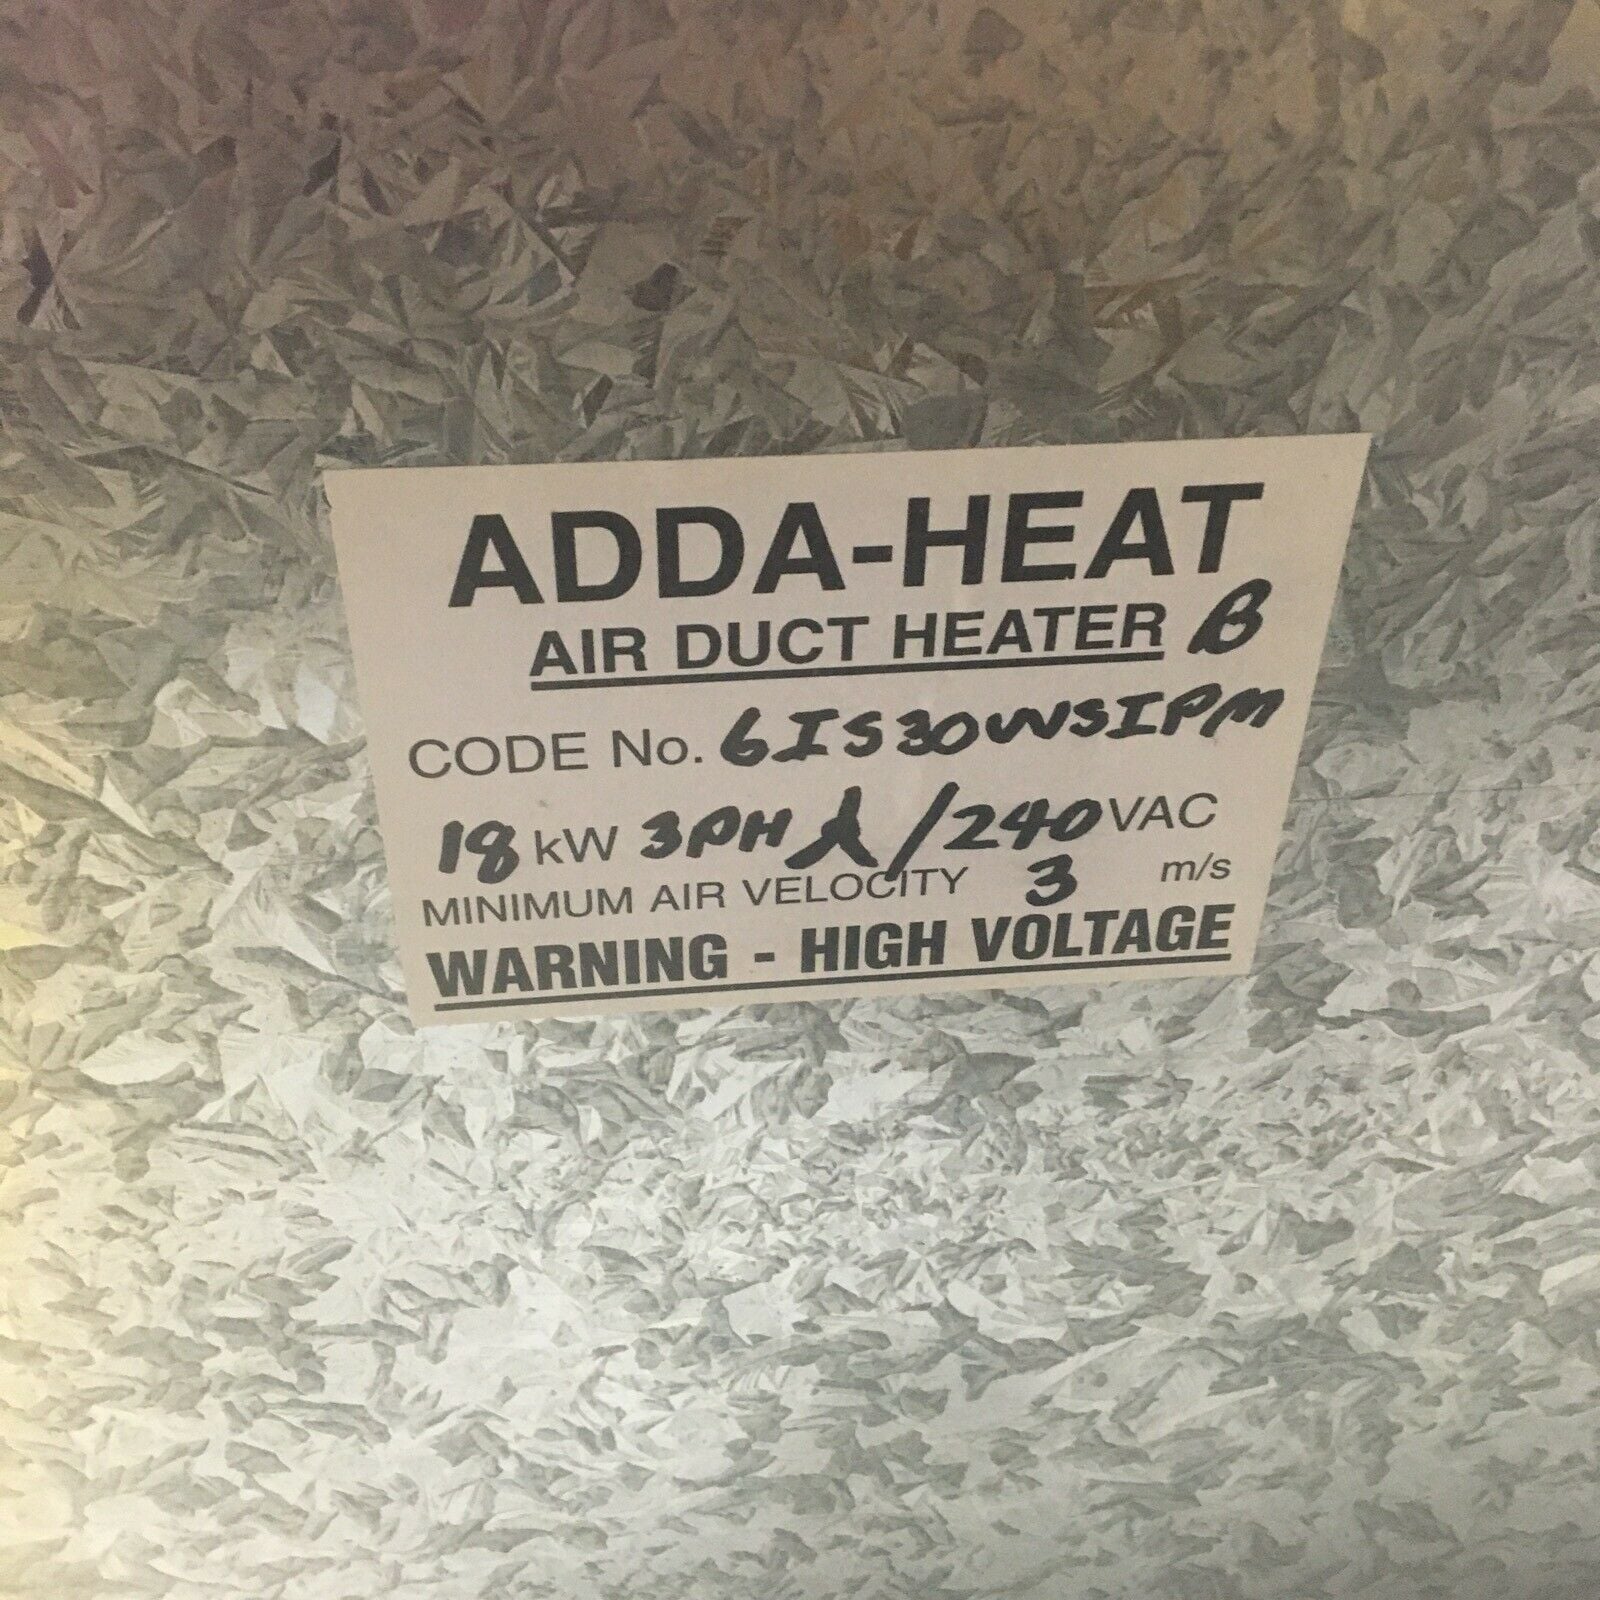 ADDA-HEAT
AIR DUCT HEATER B
CODE No. 6IS30WSIPM
18 kW 3PH ⅄/240 VAC
MINIMUM AIR VELOCITY 3 m/s
WARNING - HIGH VOLTAGE